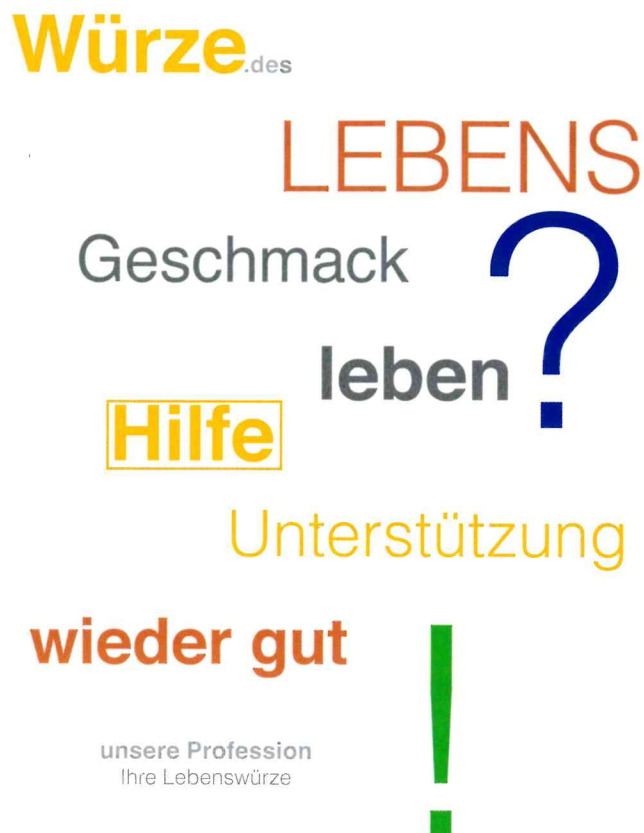 Würze.des
LEBENS
Geschmack
leben?
Hilfe
Unterstützung
wieder gut!
unsere Profession
Ihre Lebenswürze